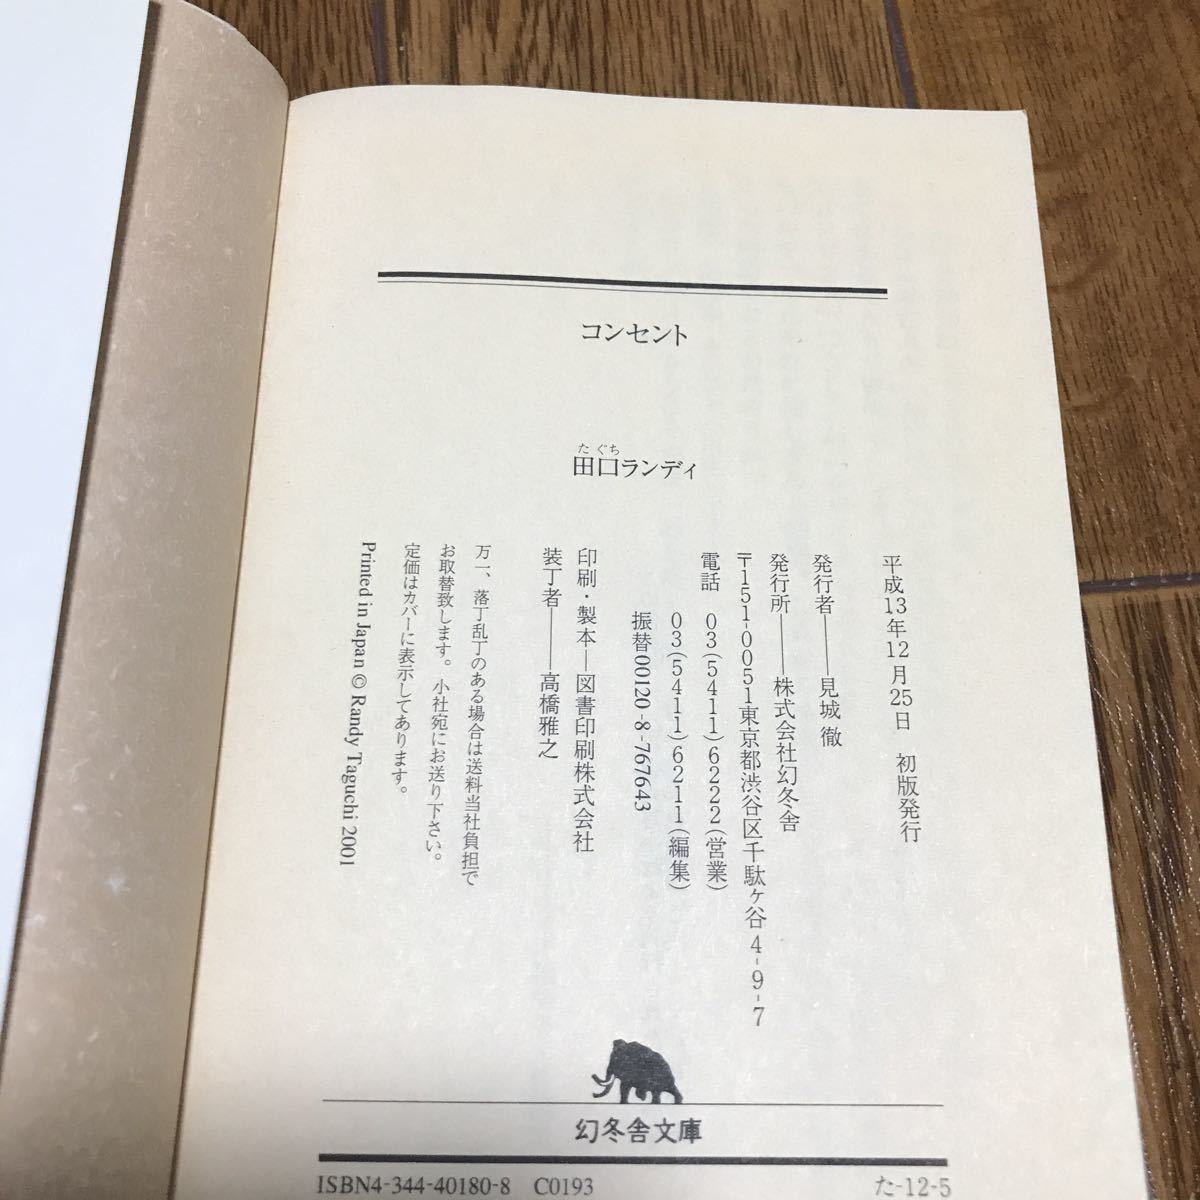 コンセント
たぐち
田口ランディ
平成13年12月25日　初版発行
発行者――見城 徹
発行所――株式会社幻冬舎
〒151-0051東京都渋谷区千駄ヶ谷4-9-7
電話　03(5411)6222(営業)
03(5411)6211(編集)
振替00120-8-767643
印刷・製本―図書印刷株式会社
装丁者――高橋雅之
万一、落丁乱丁のある場合は送料当社負担で
お取替致します。小社宛にお送り下さい。
定価はカバーに表示してあります。
Printed in Japan © Randy Taguchi 2001
幻冬舎文庫
ISBN4-344-40180-8　C0193　た-12-5